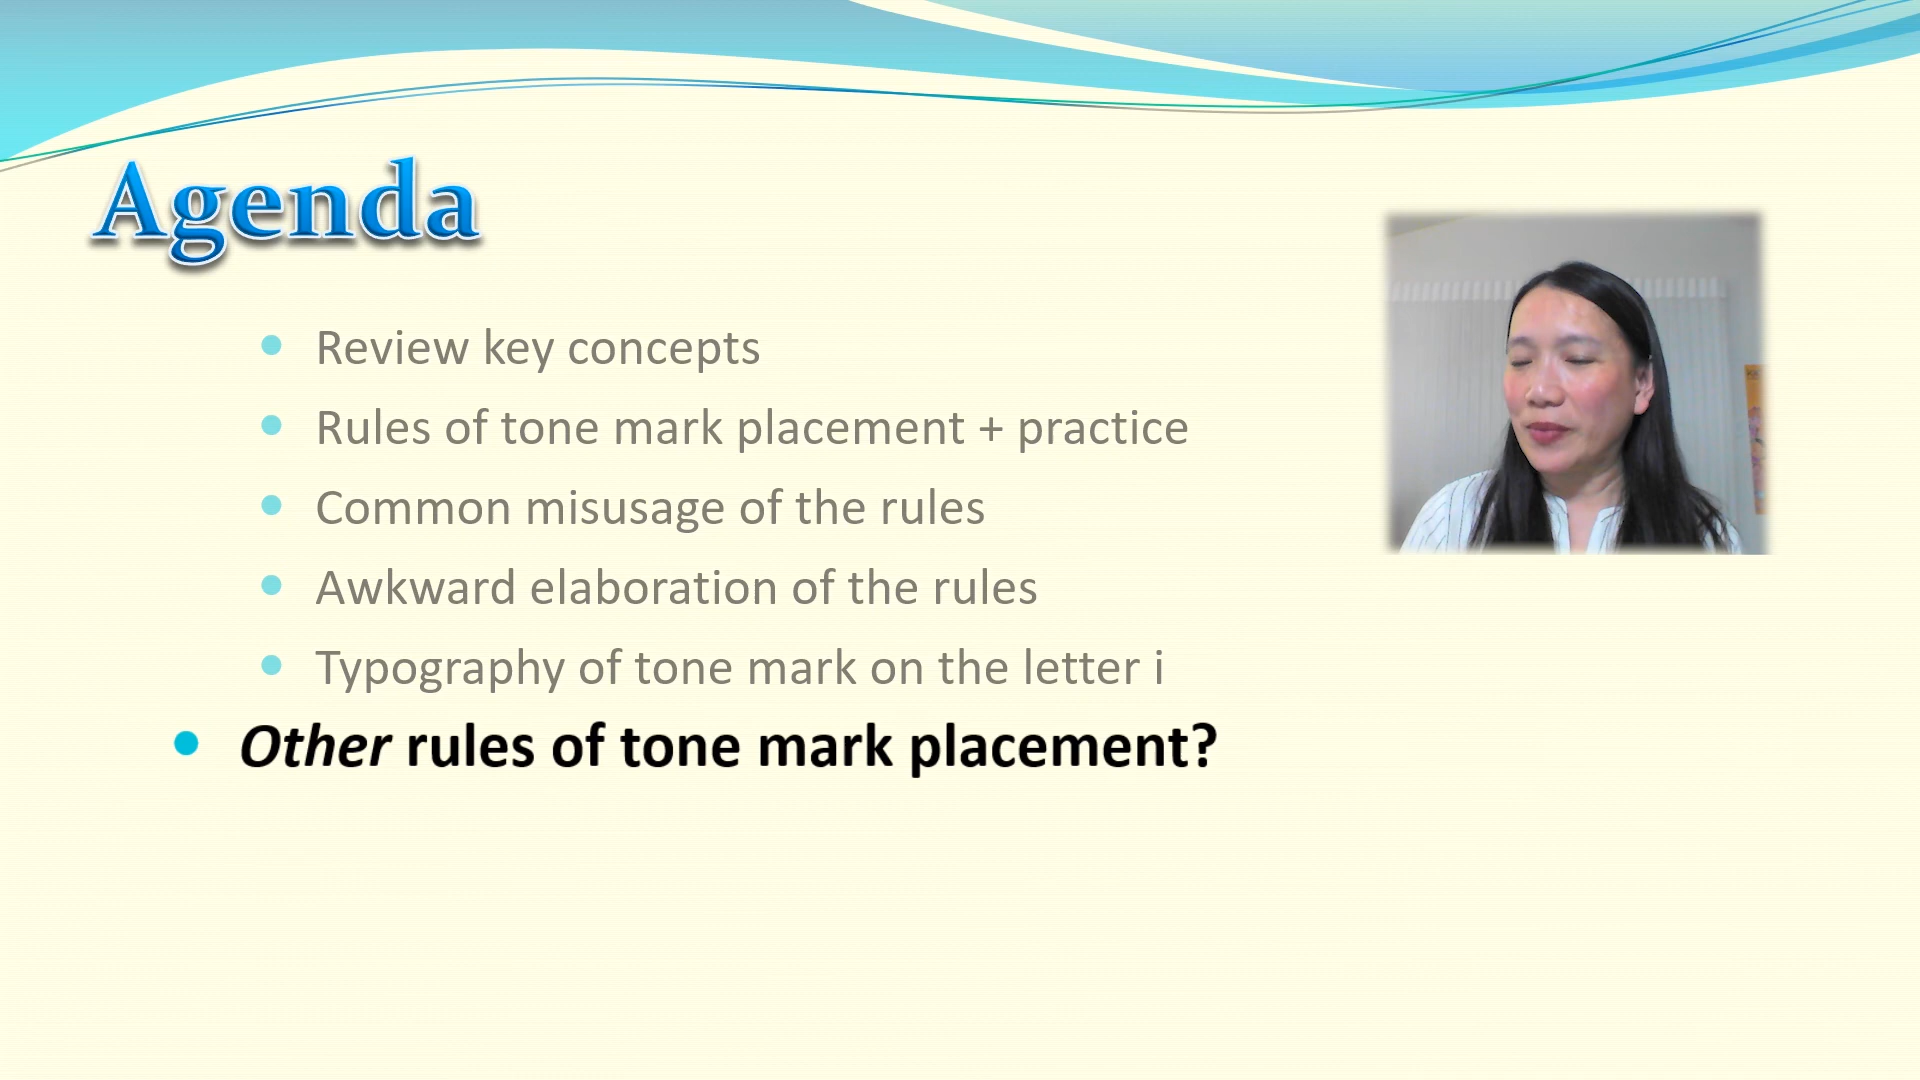 Agenda
Review key concepts
Rules of tone mark placement + practice
Common misusage of the rules
Awkward elaboration of the rules
Typography of tone mark on the letter i
Other rules of tone mark placement?